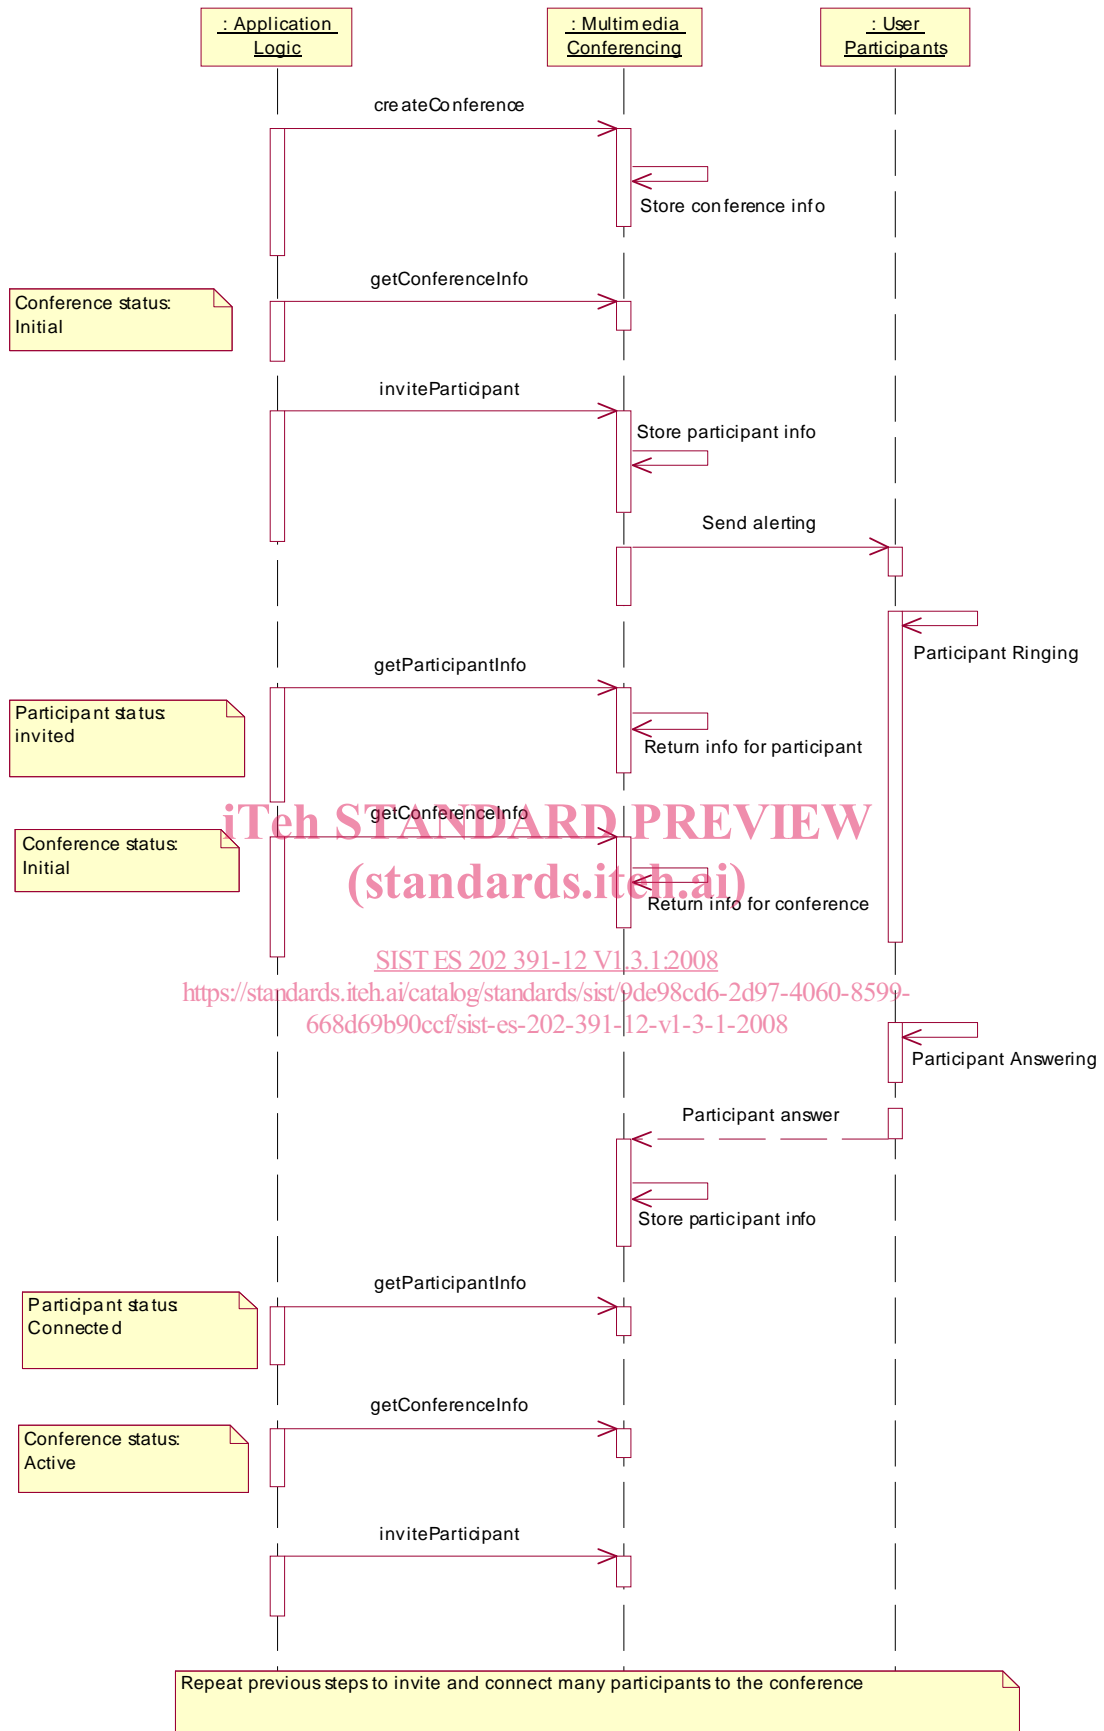 : Application
Logic
: Multimedia
Conferencing
: User
Participants
createConference
Store conference info
getConferenceInfo
Conference status:
Initial
inviteParticipant
Store participant info
Send alerting
Participant Ringing
getParticipantInfo
Participant status:
invited
Return info for participant
iTeh STANDARD PREVIEW
getConferenceInfo
Conference status:
Initial
(standards.iteh.ai)
Return info for conference
SIST ES 202 391-12 V1.3.1:2008
https://standards.iteh.ai/catalog/standards/sist/9de98cd6-2d97-4060-8599-
668d69b90ccf/sist-es-202-391-12-v1-3-1-2008
Participant Answering
Participant answer
Store participant info
getParticipantInfo
Participant status:
Connected
getConferenceInfo
Conference status:
Active
inviteParticipant
Repeat previous steps to invite and connect many participants to the conference